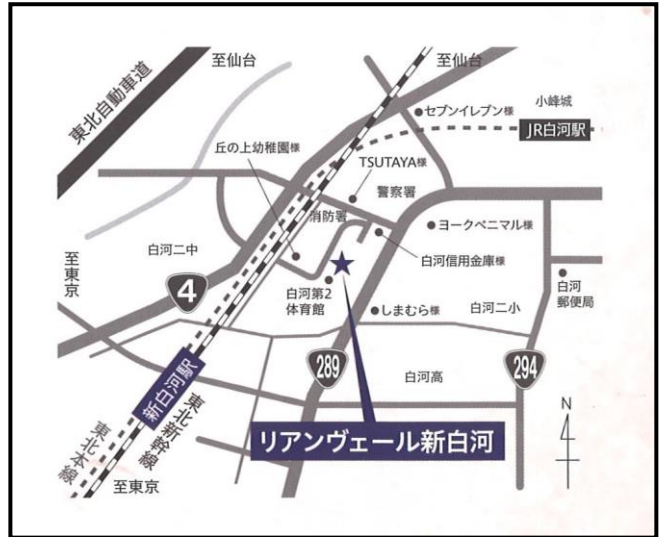 東北自動車道
至仙台
至仙台
セブンイレブン様
小峰城
JR白河駅
丘の上幼稚園様
TSUTAYA様
警察署
消防署
ヨークベニマル様
白河二中
白河信用金庫様
至東京
4
白河第2
体育館
白河
郵便局
しまむら様
白河二小
289
294
白河高
新白河駅
東北新幹線
東北本線
至東京
リアンヴェール新白河
N